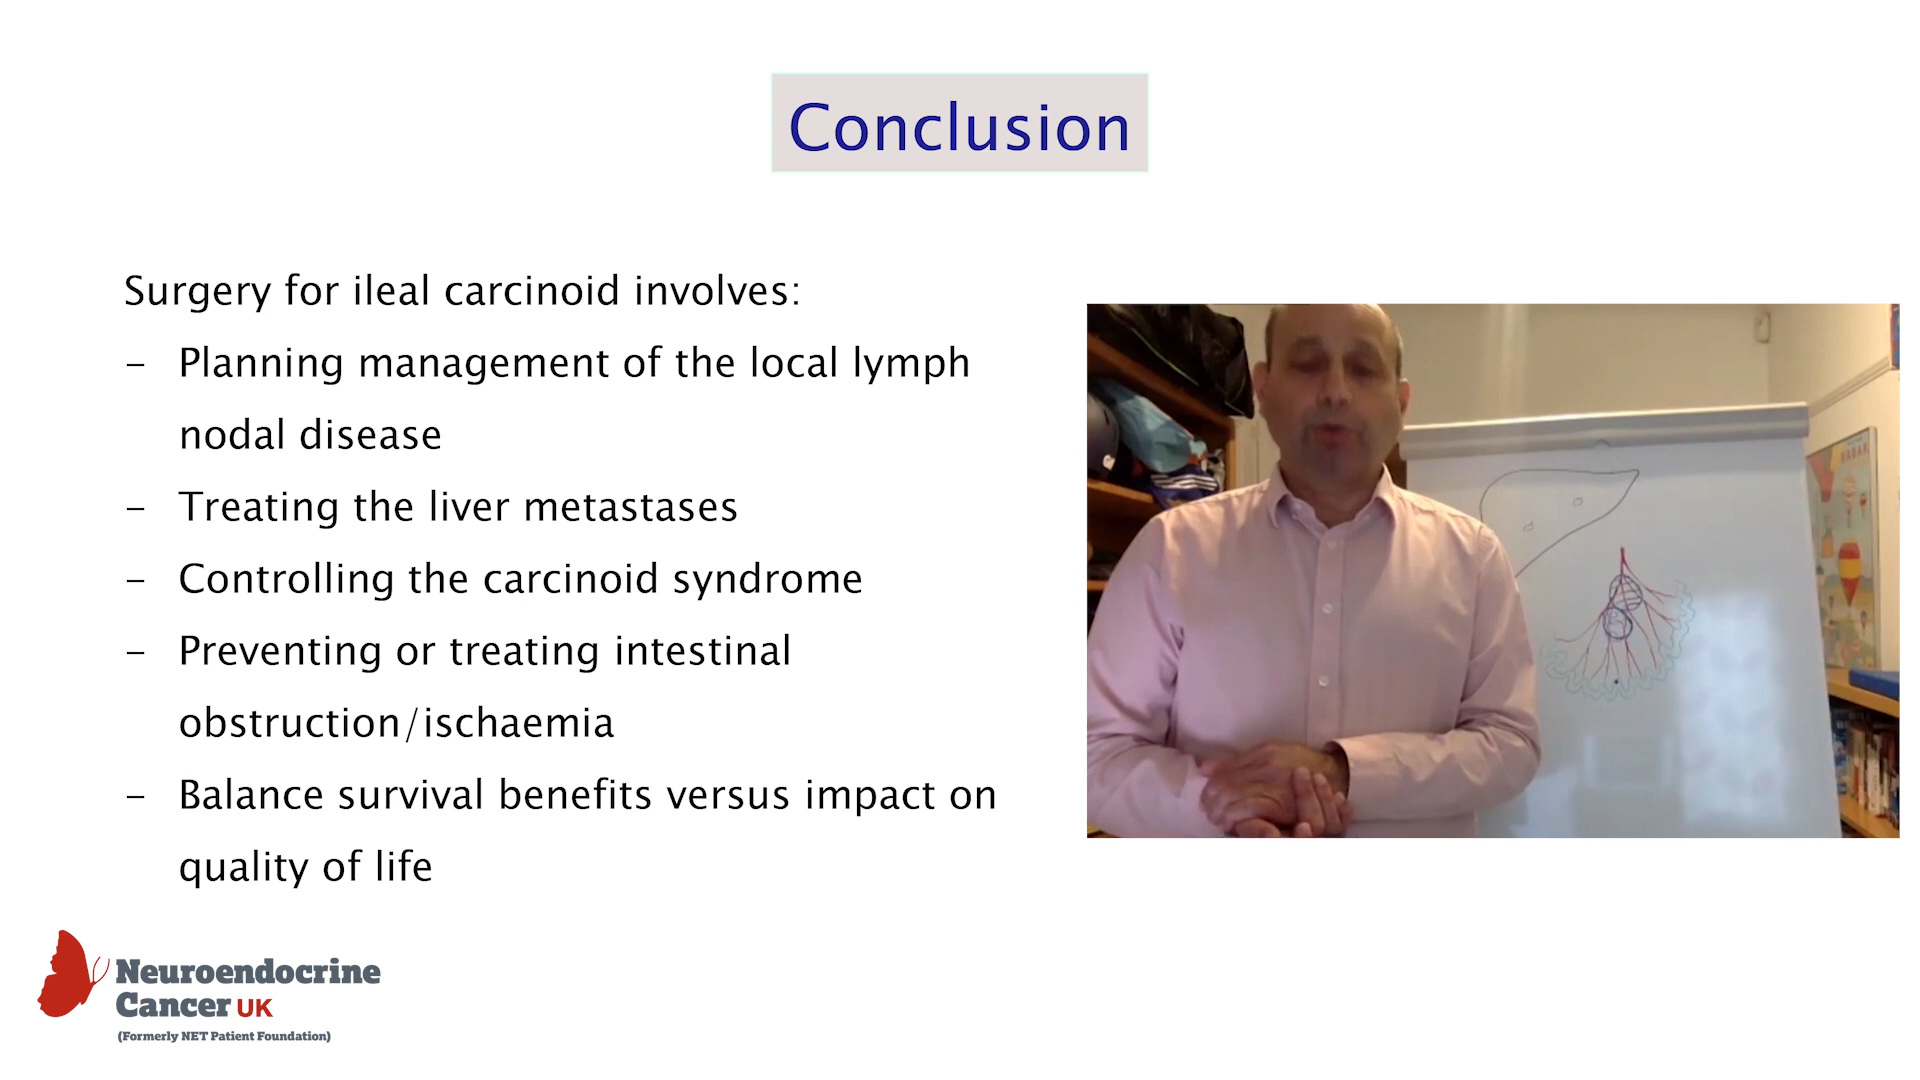 Conclusion
Surgery for ileal carcinoid involves:
– Planning management of the local lymph
nodal disease
– Treating the liver metastases
– Controlling the carcinoid syndrome
– Preventing or treating intestinal
obstruction/ischaemia
– Balance survival benefits versus impact on
quality of life
BABAR
Neuroendocrine
Cancer UK
(Formerly NET Patient Foundation)